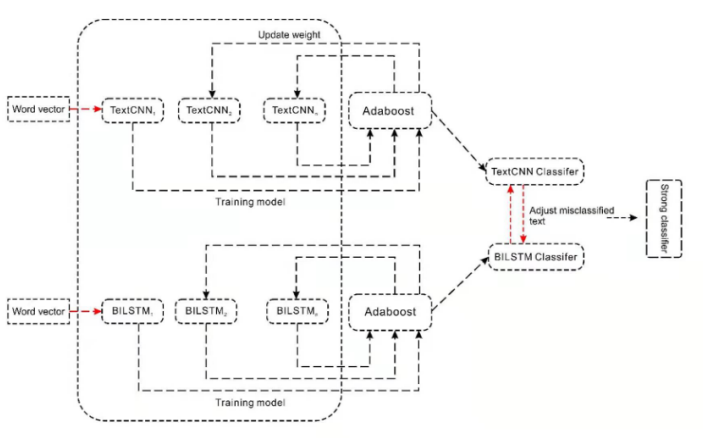 Update weight
Word vector
TextCNN₁
TextCNN₂
TextCNNₙ
Adaboost
Training model
TextCNN Classifer
Adjust misclassified
text
BILSTM Classifer
Strong classifier
Word vector
BILSTM₁
BILSTM₂
BILSTMₙ
Adaboost
Training model